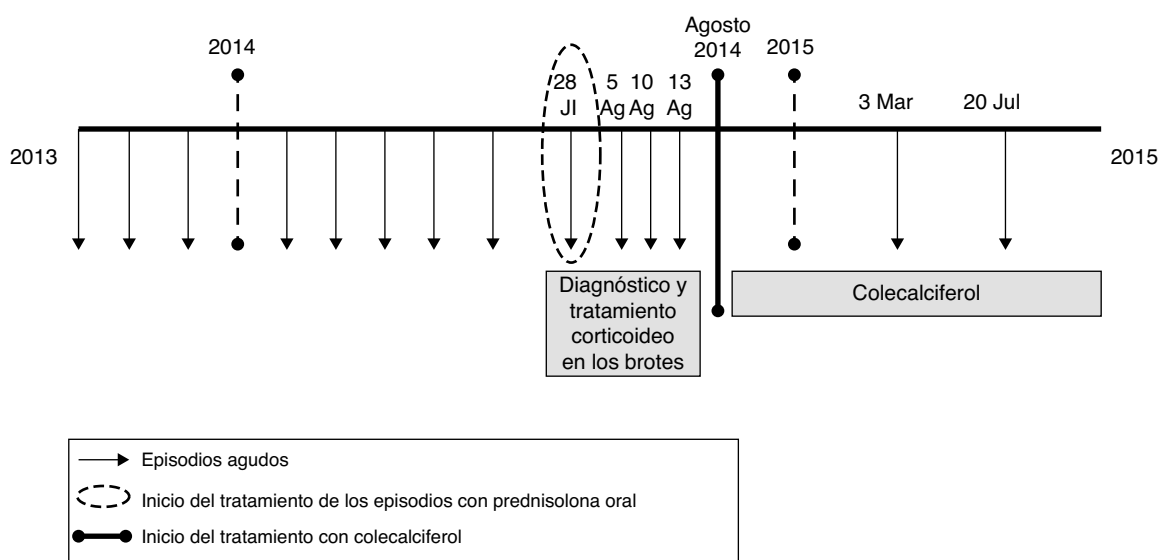 Agosto
2014
2014
2015
28
Jl
5
Ag
10
Ag
13
Ag
3 Mar
20 Jul
2013
2015
Diagnóstico y
tratamiento
corticoideo
en los brotes
Colecalciferol
Episodios agudos
Inicio del tratamiento de los episodios con prednisolona oral
Inicio del tratamiento con colecalciferol